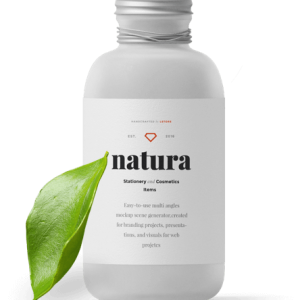 natura
Stationery and Cosmetics
Items
Easy-to-use multi angles
mockup scene generator,created
for branding projects, presenta-
tions, and visuals for web
projetcs